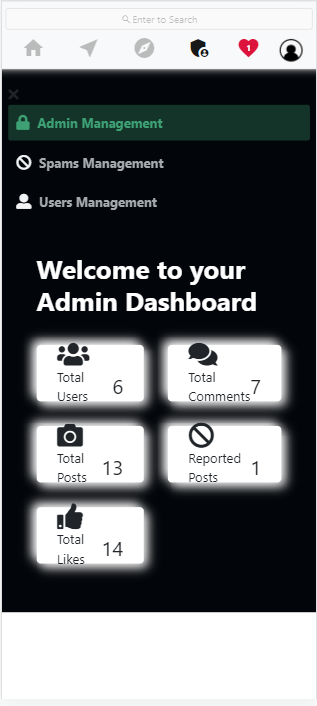 Enter to Search
1
Admin Management
Spams Management
Users Management
Welcome to your
Admin Dashboard
Total
Users 6
Total
Comments 7
Total
Posts 13
Reported
Posts 1
Total
Likes 14